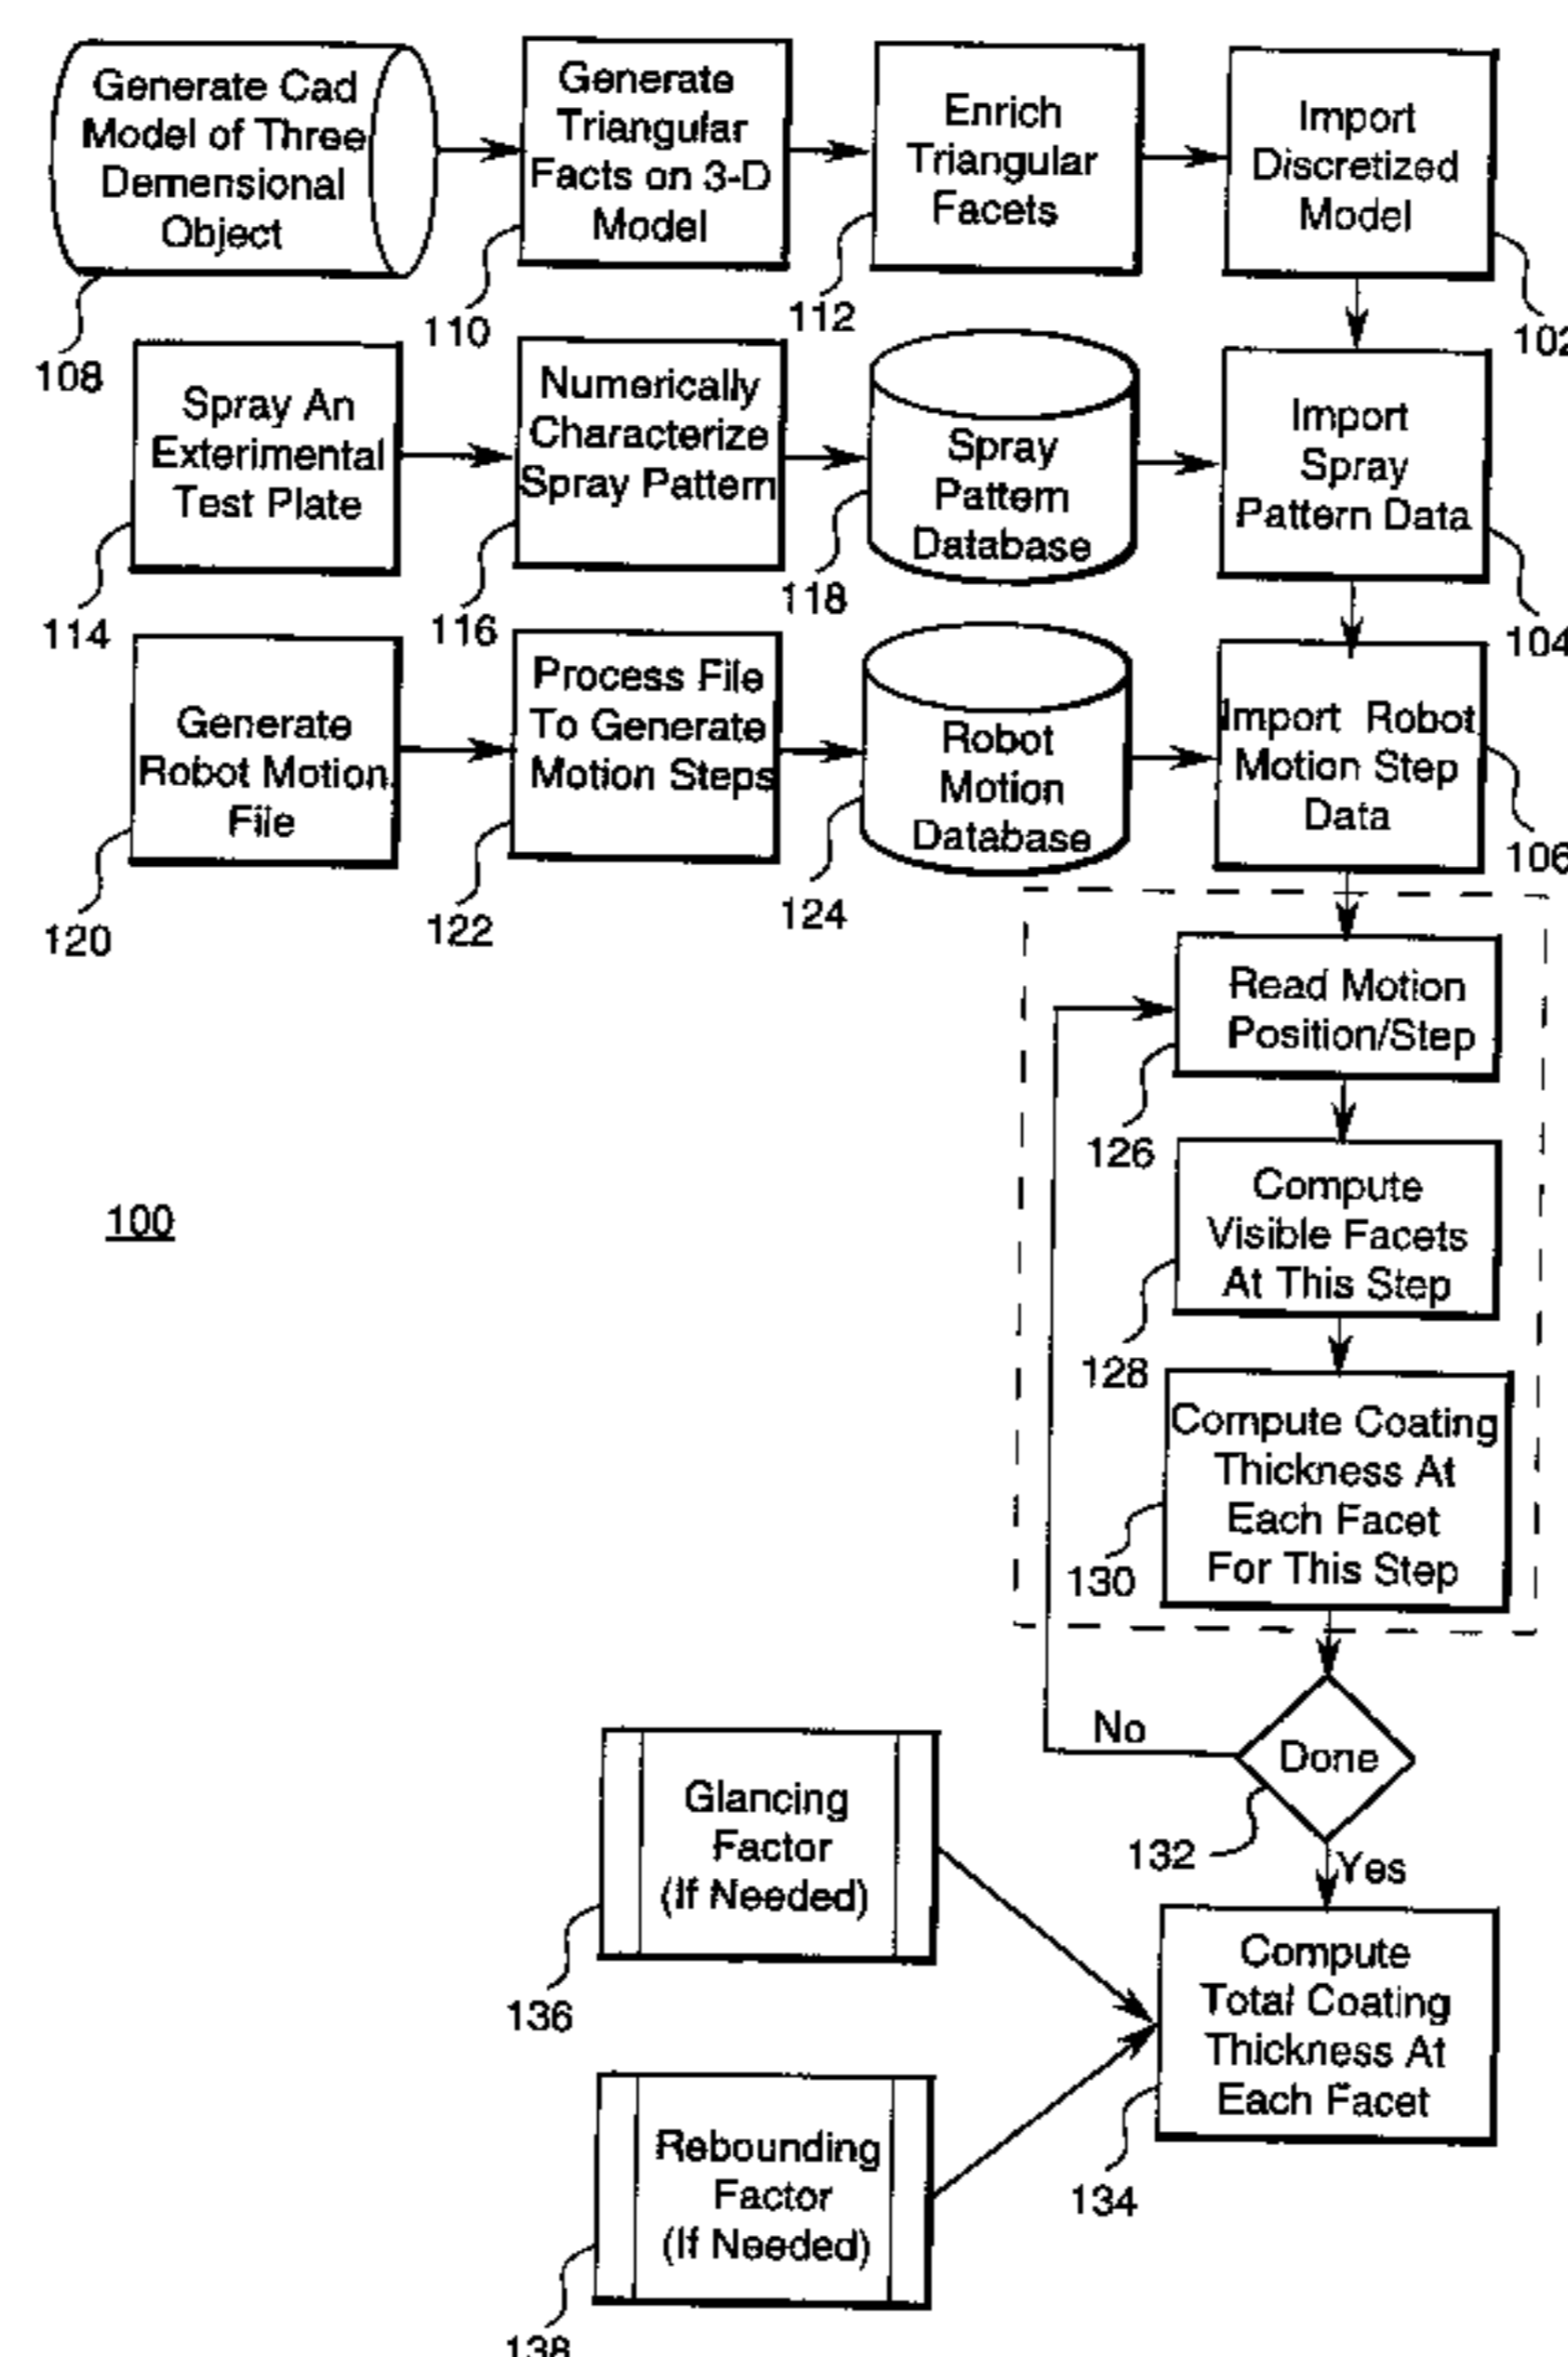 Generate Cad
Model of Three
Demensional
Object
108
Generate
Triangular
Facts on 3-D
Model
110
Enrich
Triangular
Facets
112
Import
Discretized
Model
102
Spray An
Exterimental
Test Plate
114
Numerically
Characterize
Spray Pattern
116
Spray
Pattern
Database
118
Import
Spray
Pattern Data
104
Generate
Robot Motion
File
120
Process File
To Generate
Motion Steps
122
Robot
Motion
Database
124
Import Robot
Motion Step
Data
106
Read Motion
Position/Step
126
100
Compute
Visible Facets
At This Step
128
Compute Coating
Thickness At
Each Facet
For This Step
130
Done
No
132
Yes
Glancing
Factor
(If Needed)
136
Compute
Total Coating
Thickness At
Each Facet
134
Rebounding
Factor
(If Needed)
138